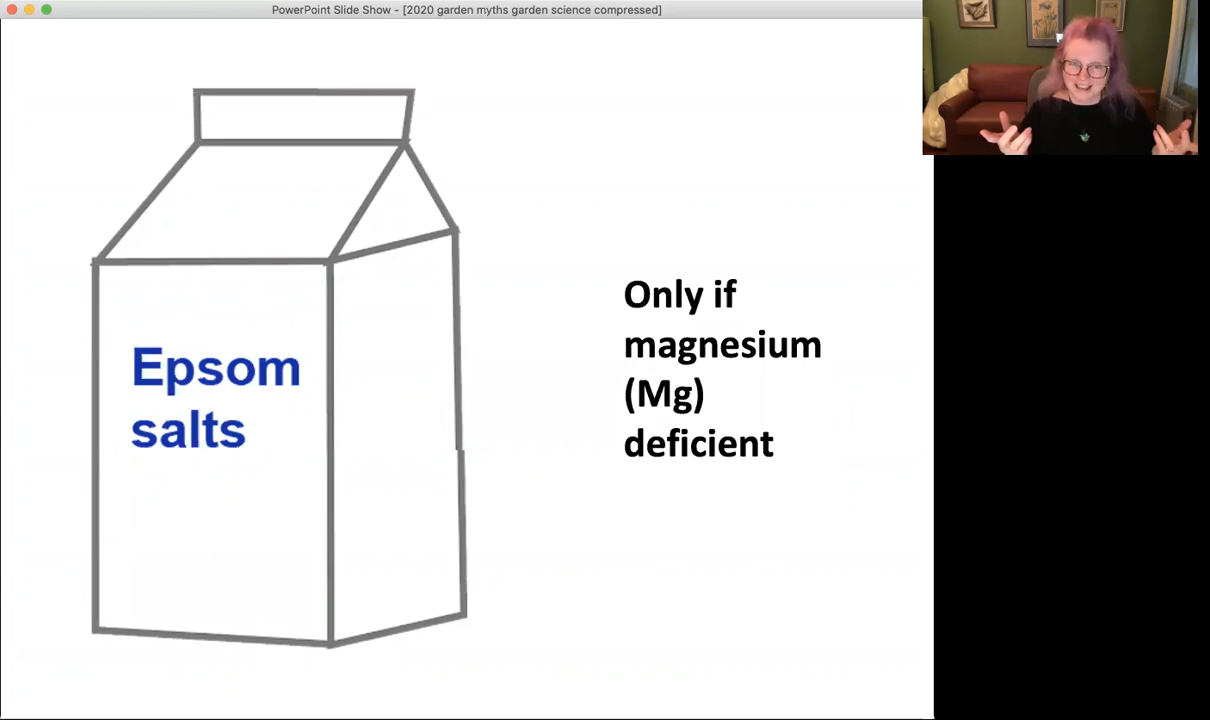 PowerPoint Slide Show - [2020 garden myths garden science compressed]
Epsom
salts
Only if
magnesium
(Mg)
deficient